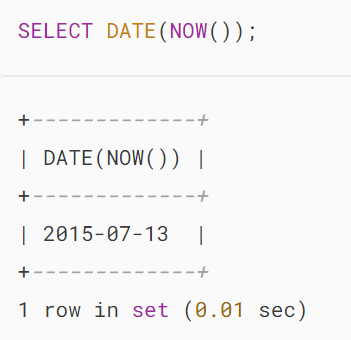 SELECT DATE(NOW());
+-------------+
| DATE(NOW()) |
+-------------+
| 2015-07-13  |
+-------------+
1 row in set (0.01 sec)